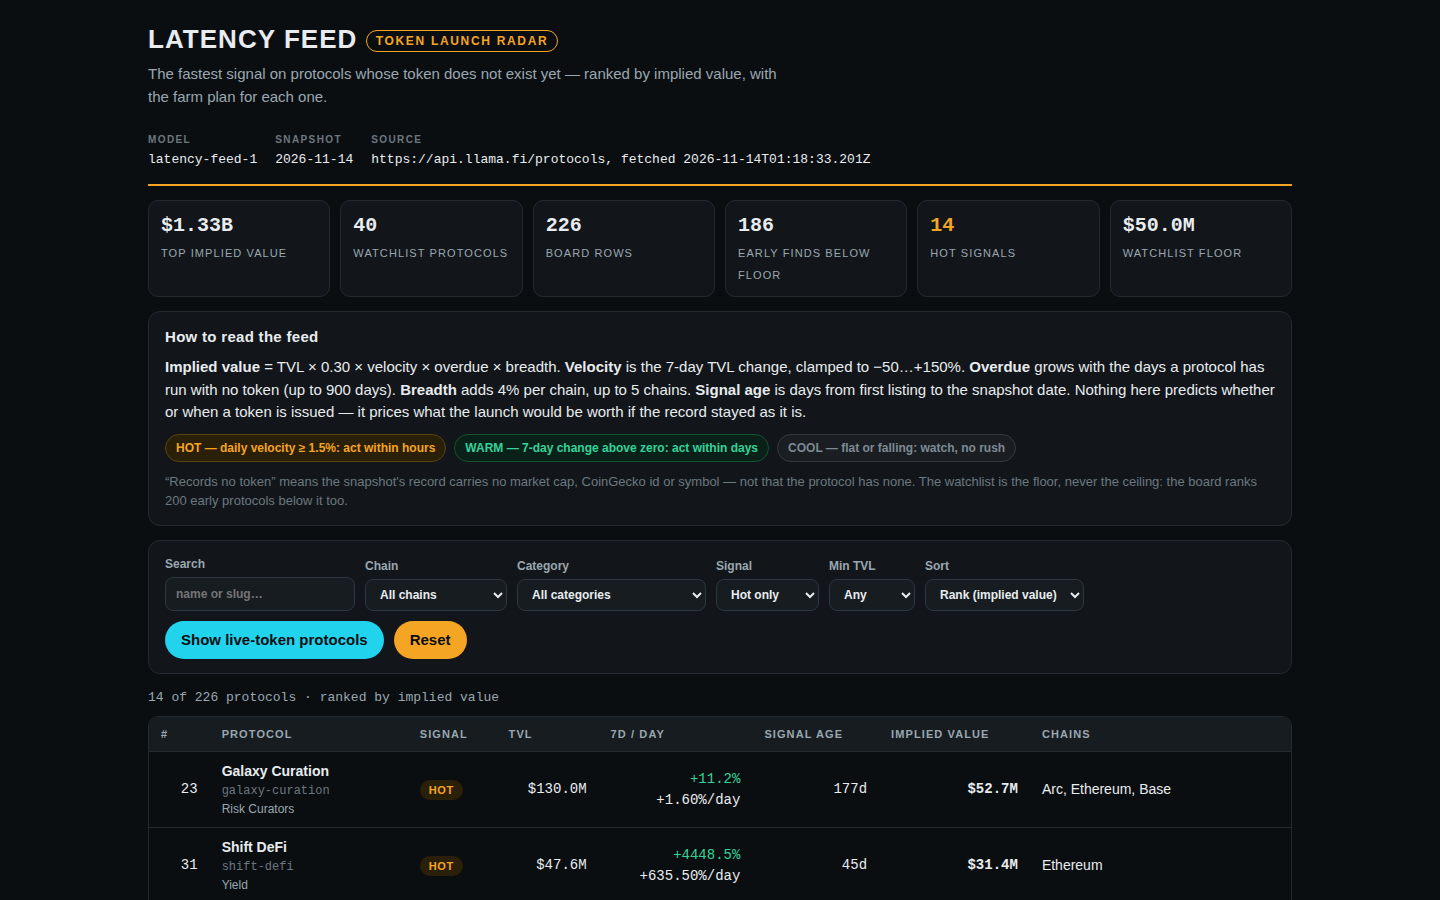 LATENCY FEED TOKEN LAUNCH RADAR
The fastest signal on protocols whose token does not exist yet — ranked by implied value, with
the farm plan for each one.
MODEL SNAPSHOT SOURCE
latency-feed-1 2026-11-14 https://api.llama.fi/protocols, fetched 2026-11-14T01:18:33.201Z
$1.33B 40 226 186 14 $50.0M
TOP IMPLIED VALUE WATCHLIST PROTOCOLS BOARD ROWS EARLY FINDS BELOW HOT SIGNALS WATCHLIST FLOOR
FLOOR
How to read the feed
Implied value = TVL × 0.30 × velocity × overdue × breadth. Velocity is the 7-day TVL change, clamped to −50…+150%. Overdue grows with the days a protocol has
run with no token (up to 900 days). Breadth adds 4% per chain, up to 5 chains. Signal age is days from first listing to the snapshot date. Nothing here predicts whether
or when a token is issued — it prices what the launch would be worth if the record stayed as it is.
HOT — daily velocity ≥ 1.5%: act within hours WARM — 7-day change above zero: act within days COOL — flat or falling: watch, no rush
“Records no token” means the snapshot's record carries no market cap, CoinGecko id or symbol — not that the protocol has none. The watchlist is the floor, never the ceiling: the board ranks
200 early protocols below it too.
Search Chain Category Signal Min TVL Sort
name or slug… All chains All categories Hot only Any Rank (implied value)
Show live-token protocols Reset
14 of 226 protocols · ranked by implied value
# PROTOCOL SIGNAL TVL 7D / DAY SIGNAL AGE IMPLIED VALUE CHAINS
23 Galaxy Curation HOT $130.0M +11.2% 177d $52.7M Arc, Ethereum, Base
galaxy-curation +1.60%/day
Risk Curators
31 Shift DeFi HOT $47.6M +4448.5% 45d $31.4M Ethereum
shift-defi +635.50%/day
Yield